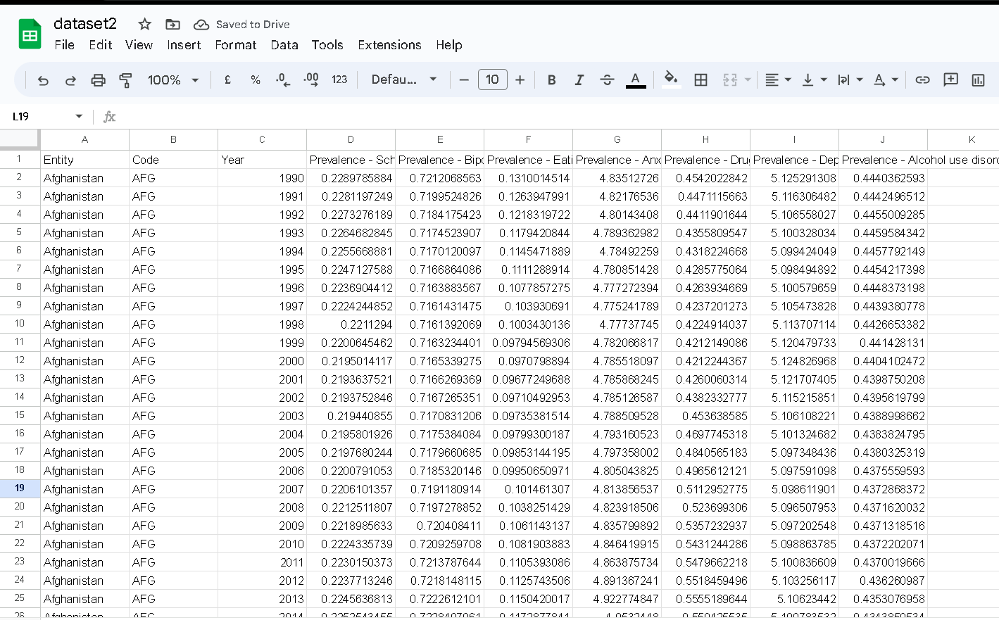 dataset2 Saved to Drive
File Edit View Insert Format Data Tools Extensions Help
100% £ % .0 .00 123 Defau... 10 B I A A
L19 fx
A B C D E F G H I J K
1 Entity Code Year Prevalence - Sch Prevalence - Bipo Prevalence - Eati Prevalence - Anx Prevalence - Dru Prevalence - Dep Prevalence - Alcohol use disor
2 Afghanistan AFG 1990 0.2289785884 0.7212068563 0.1310014514 4.83512726 0.4542022842 5.125291308 0.4440362593
3 Afghanistan AFG 1991 0.2281197249 0.7199524826 0.1263947991 4.82176536 0.4471115663 5.116306482 0.4442496512
4 Afghanistan AFG 1992 0.2273276189 0.7184175423 0.1218319722 4.80143408 0.4411901644 5.106558027 0.4455009285
5 Afghanistan AFG 1993 0.2264682845 0.7174523907 0.1179420844 4.789362982 0.4355809547 5.100328034 0.4459584342
6 Afghanistan AFG 1994 0.2255668881 0.7170120097 0.1145471889 4.78492259 0.4318224668 5.099424049 0.4457792149
7 Afghanistan AFG 1995 0.2247127588 0.7166864086 0.1111288914 4.780851428 0.4285775064 5.098494892 0.4454217398
8 Afghanistan AFG 1996 0.2236904412 0.7163883567 0.1077857275 4.777272394 0.4263934669 5.100579659 0.4448373198
9 Afghanistan AFG 1997 0.2224244852 0.7161431475 0.103930691 4.775241789 0.4237201273 5.105473828 0.4439380778
10 Afghanistan AFG 1998 0.2211294 0.7161392069 0.1003430136 4.77737745 0.4224914037 5.113707114 0.4426653382
11 Afghanistan AFG 1999 0.2200645462 0.7163234401 0.09794569306 4.782066817 0.4212149086 5.120479733 0.441428131
12 Afghanistan AFG 2000 0.2195014117 0.7165339275 0.0970798894 4.785518097 0.4212244367 5.124826968 0.4404102472
13 Afghanistan AFG 2001 0.2193637521 0.7166269369 0.09677249688 4.785868245 0.4260060314 5.121707405 0.4398750208
14 Afghanistan AFG 2002 0.2193752846 0.7167265351 0.09710492953 4.785126587 0.4382332777 5.115215851 0.4395619799
15 Afghanistan AFG 2003 0.219440855 0.7170831206 0.09735381514 4.788509528 0.453638585 5.106108221 0.4388998662
16 Afghanistan AFG 2004 0.2195801926 0.7175384084 0.09799300187 4.793160523 0.4697745318 5.101324682 0.4383824795
17 Afghanistan AFG 2005 0.2197680244 0.7179660685 0.09853144195 4.797358002 0.4840565183 5.097348436 0.4380325319
18 Afghanistan AFG 2006 0.2200791053 0.7185320146 0.09950650971 4.805043825 0.4965612121 5.097591098 0.4375559593
19 Afghanistan AFG 2007 0.2206101357 0.7191180914 0.101461307 4.813856537 0.5112952775 5.098611901 0.4372868372
20 Afghanistan AFG 2008 0.2212511807 0.7197278852 0.1038251429 4.823918506 0.523699306 5.096507953 0.4371620032
21 Afghanistan AFG 2009 0.2218985633 0.720408411 0.1061143137 4.835799892 0.5357232937 5.097202548 0.4371318516
22 Afghanistan AFG 2010 0.2224335739 0.7209259708 0.1081903883 4.846419915 0.5431244286 5.098863785 0.4372202071
23 Afghanistan AFG 2011 0.2230150373 0.7213787644 0.1105393086 4.863875734 0.5479662218 5.100836609 0.4370019666
24 Afghanistan AFG 2012 0.2237713246 0.7218148115 0.1125743506 4.891367241 0.5518459496 5.103256117 0.436260987
25 Afghanistan AFG 2013 0.2245636813 0.7222612101 0.1150420017 4.922774847 0.5555189644 5.10623442 0.4353076958
26 Afghanistan AFG 2014